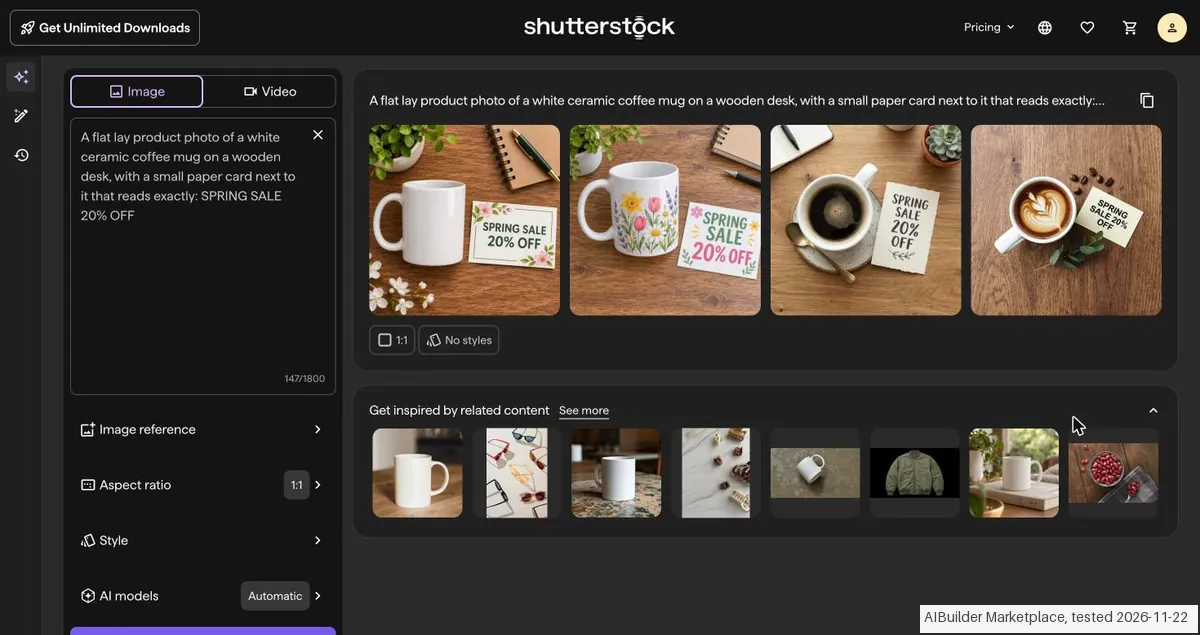 Get Unlimited Downloads
shutterstock
Pricing
Image
Video
A flat lay product photo of a white
ceramic coffee mug on a wooden
desk, with a small paper card next to
it that reads exactly: SPRING SALE
20% OFF
147/1800
Image reference
Aspect ratio
1:1
Style
AI models
Automatic
A flat lay product photo of a white ceramic coffee mug on a wooden desk, with a small paper card next to it that reads exactly:...
SPRING SALE
20% OFF
SPRING
SALE
20% OFF
SPRING
SALE
20%
OFF
SPRING
SALE 20%
OFF
1:1
No styles
Get inspired by related content
See more
AIBuilder Marketplace, tested 2026-11-22